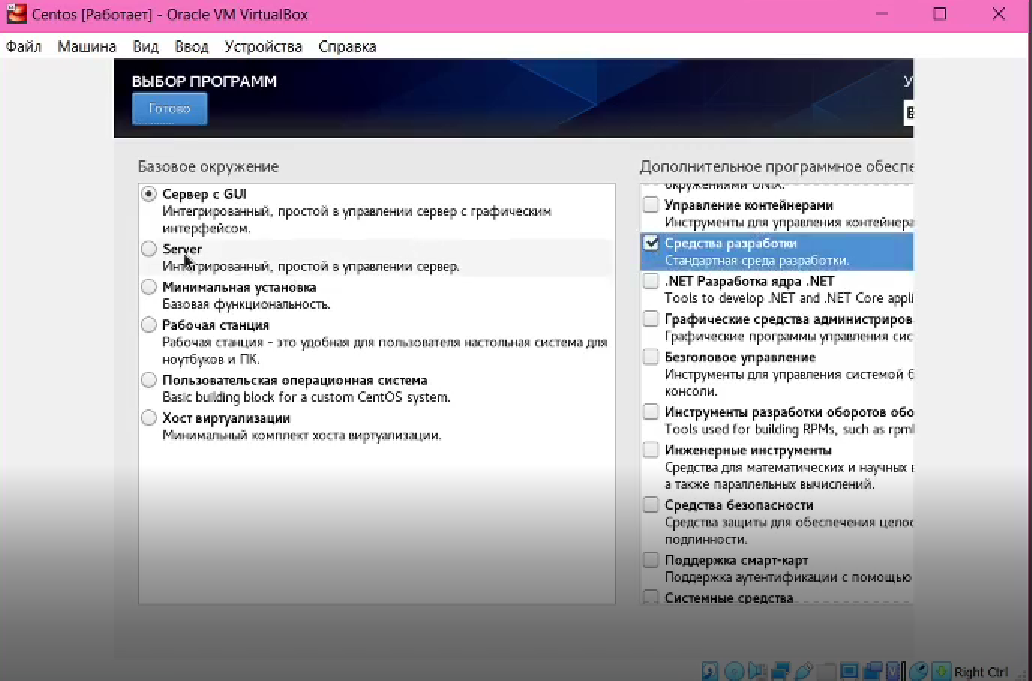 Centos [Работает] - Oracle VM VirtualBox
Файл Машина Вид Ввод Устройства Справка
ВЫБОР ПРОГРАММ
Готово
Базовое окружение
Сервер с GUI
Интегрированный, простой в управлении сервер с графическим
интерфейсом.
Server
Интегрированный, простой в управлении сервер.
Минимальная установка
Базовая функциональность.
Рабочая станция
Рабочая станция - это удобная для пользователя настольная система для
ноутбуков и ПК.
Пользовательская операционная система
Basic building block for a custom CentOS system.
Хост виртуализации
Минимальный комплект хоста виртуализации.
Дополнительное программное обеспе
окружениями UNIX.
Управление контейнерами
Инструменты для управления контейнера
Средства разработки
Стандартная среда разработки.
.NET Разработка ядра .NET
Tools to develop .NET and .NET Core appli
Графические средства администриров
Графические программы управления сис
Безголовое управление
Инструменты для управления системой б
консоли.
Инструменты разработки оборотов обо
Tools used for building RPMs, such as rpml
Инженерные инструменты
Средства для математических и научных в
а также параллельных вычислений.
Средства безопасности
Средства защиты для обеспечения целос
подлинности.
Поддержка смарт-карт
Поддержка аутентификации с помощью
Системные средства
Right Ctrl